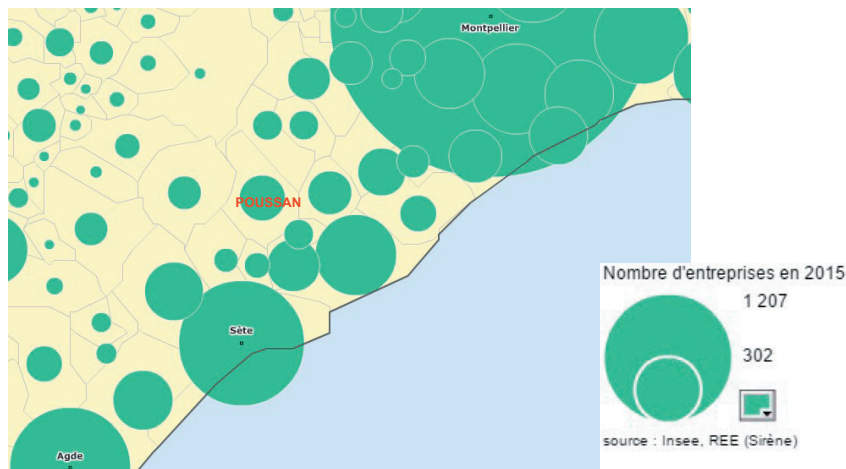 Montpellier
POUSSAN
Sète
Agde
Nombre d'entreprises en 2015
1 207
302
source : Insee, REE (Sirène)